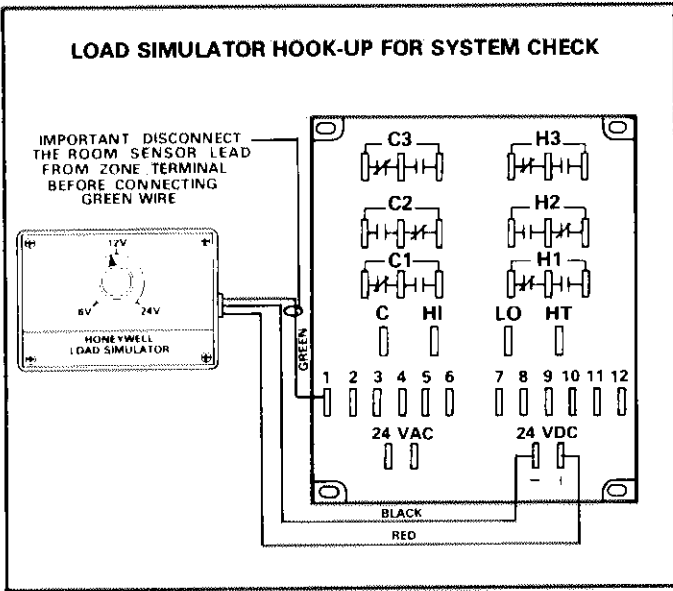 LOAD SIMULATOR HOOK-UP FOR SYSTEM CHECK
IMPORTANT DISCONNECT
THE ROOM SENSOR LEAD
FROM ZONE TERMINAL
BEFORE CONNECTING
GREEN WIRE
C3 H3
C2 H2
C1 H1
C HI LO HT
12V
6V 24V
HONEYWELL
LOAD SIMULATOR
GREEN
1 2 3 4 5 6 7 8 9 10 11 12
24 VAC 24 VDC
− +
BLACK
RED